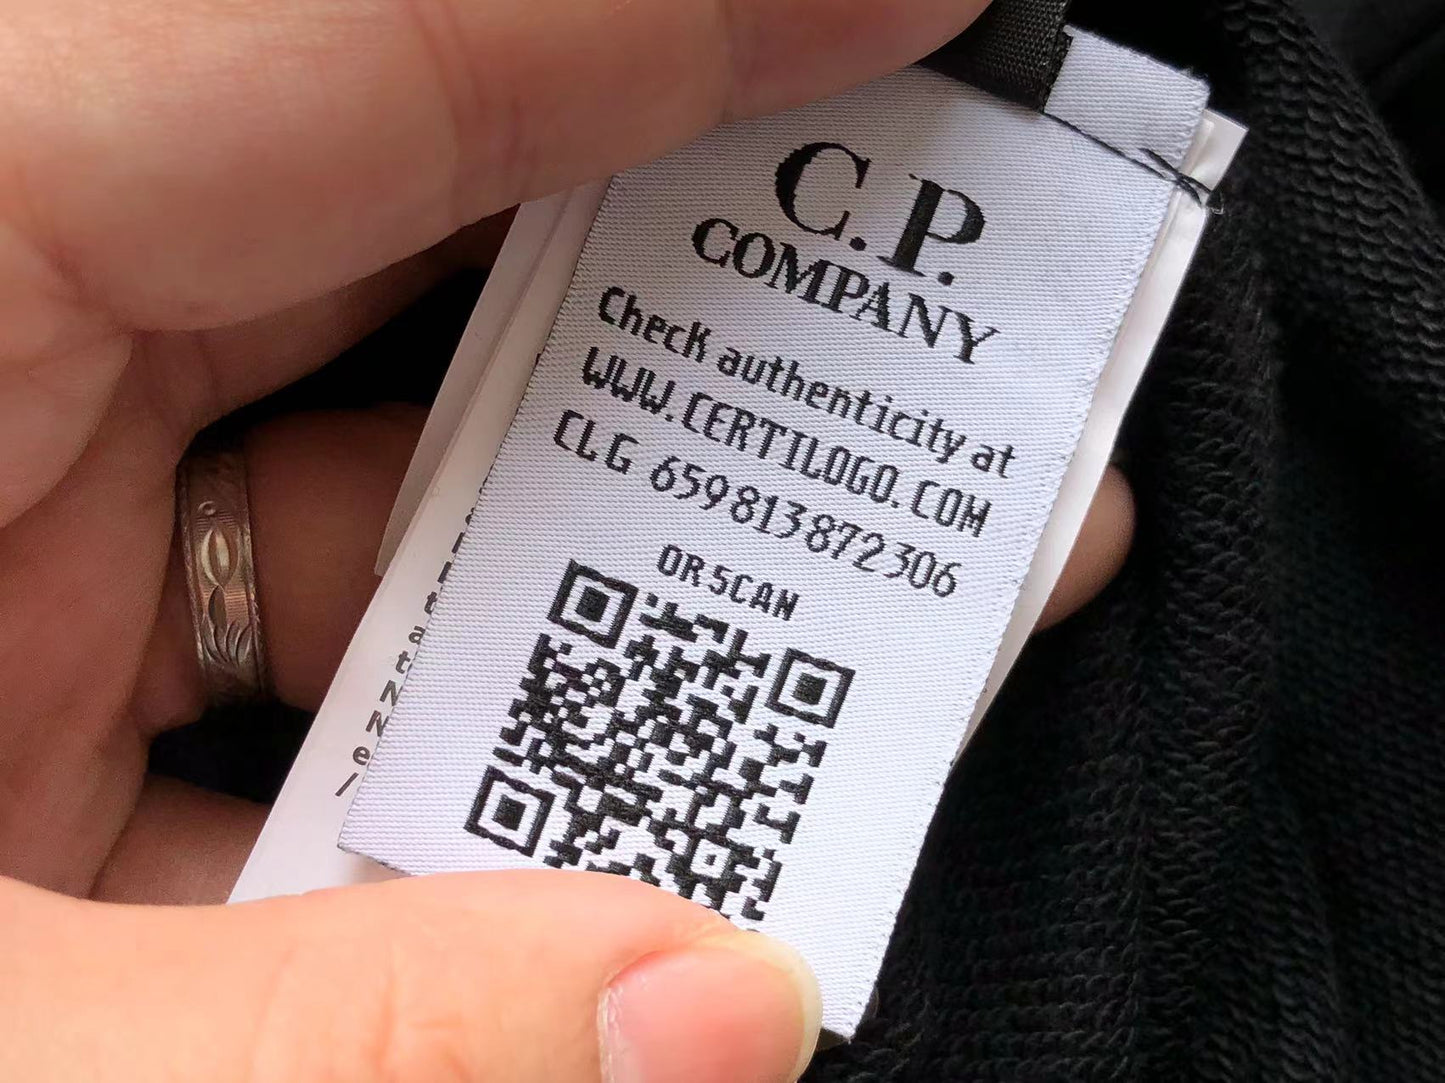 C.P.
COMPANY
Check authenticity at
WWW.CERTILOGO.COM
CLG 659813872306
OR SCAN